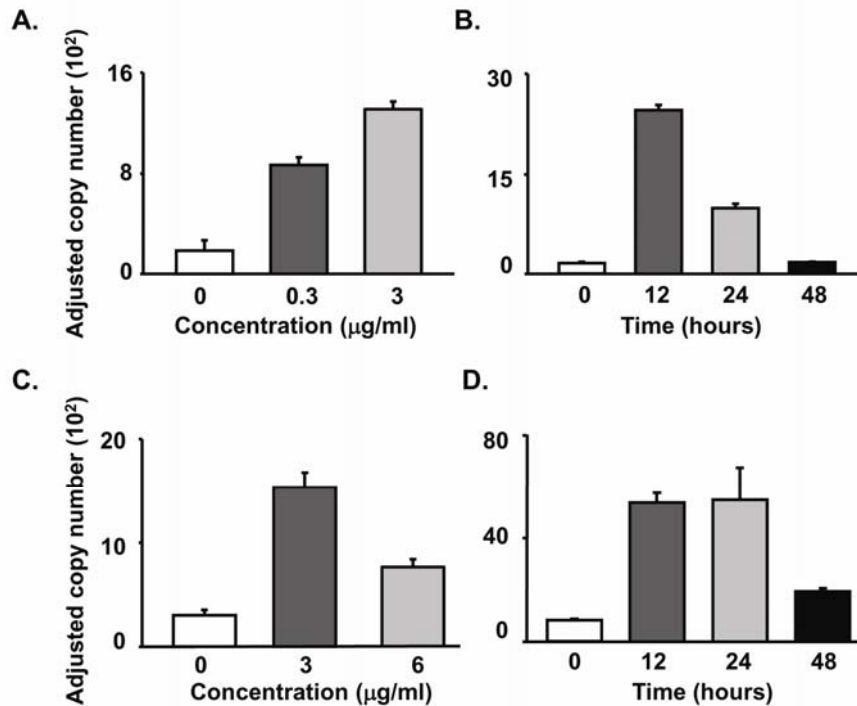 A.
Adjusted copy number (10²)
16
8
0
0 0.3 3
Concentration (μg/ml)
B.
30
15
0
0 12 24 48
Time (hours)
C.
Adjusted copy number (10²)
20
10
0
0 3 6
Concentration (μg/ml)
D.
80
40
0
0 12 24 48
Time (hours)